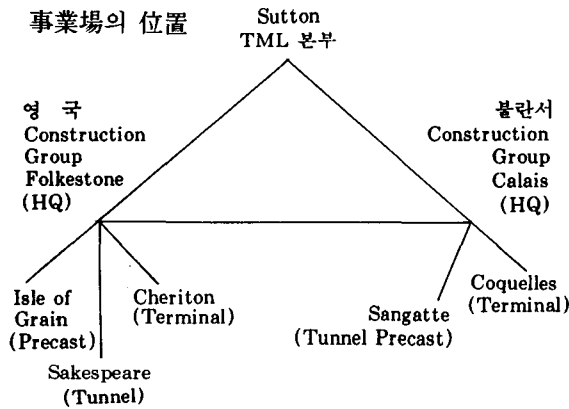 事業場의 位置
Sutton
TML 본부
영 국
Construction
Group
Folkestone
(HQ)
불란서
Construction
Group
Calais
(HQ)
Isle of
Grain
(Precast)
Cheriton
(Terminal)
Sakespeare
(Tunnel)
Sangatte
(Tunnel Precast)
Coquelles
(Terminal)